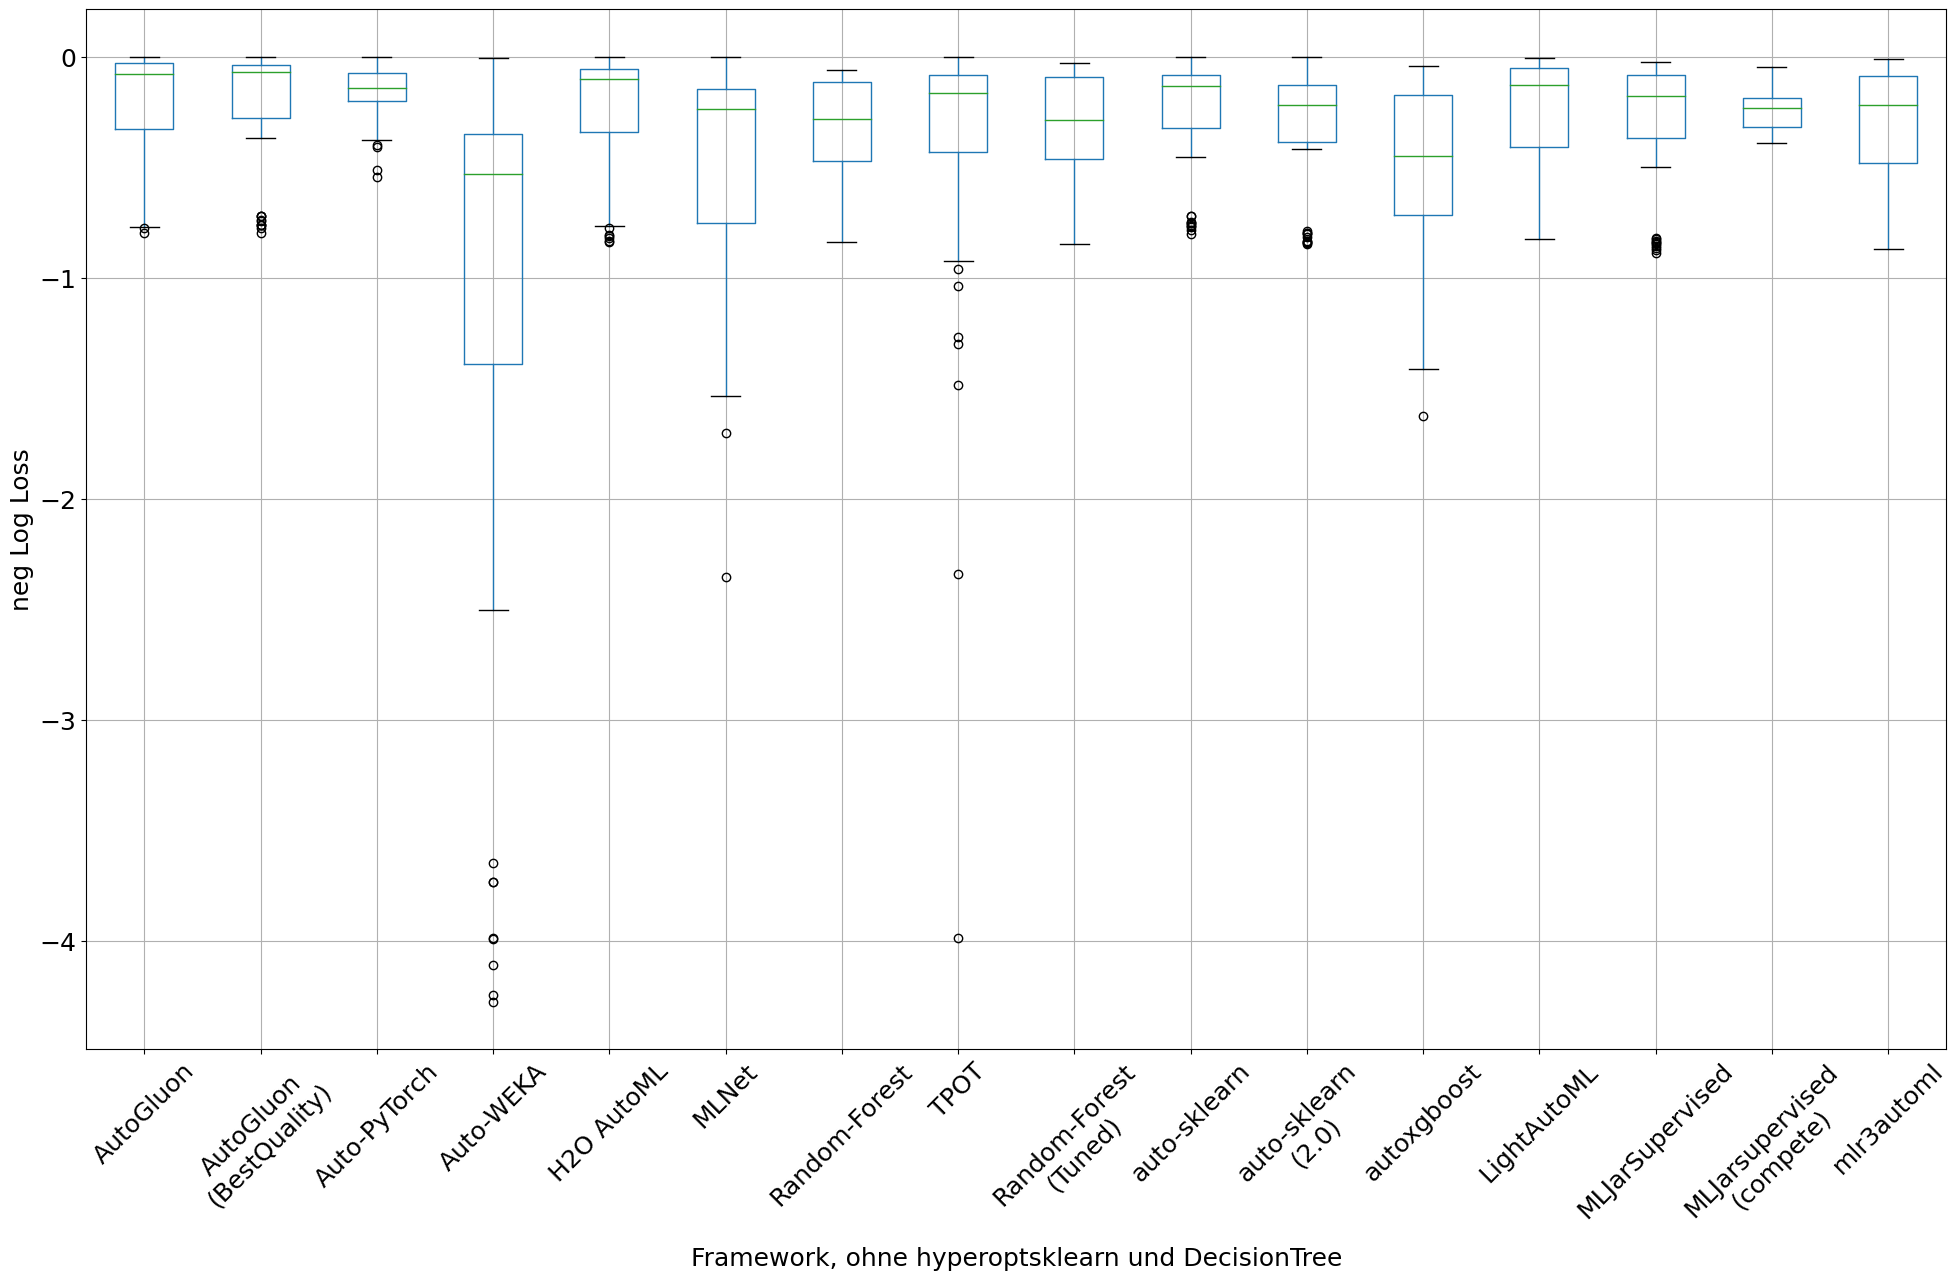 0
−1
−2
−3
−4
neg Log Loss
AutoGluon
AutoGluon
(BestQuality)
Auto-PyTorch
Auto-WEKA
H2O AutoML
MLNet
Random-Forest
TPOT
Random-Forest
(Tuned)
auto-sklearn
auto-sklearn
(2.0)
autoxgboost
LightAutoML
MLJarSupervised
MLJarsupervised
(compete)
mlr3automl
Framework, ohne hyperoptsklearn und DecisionTree